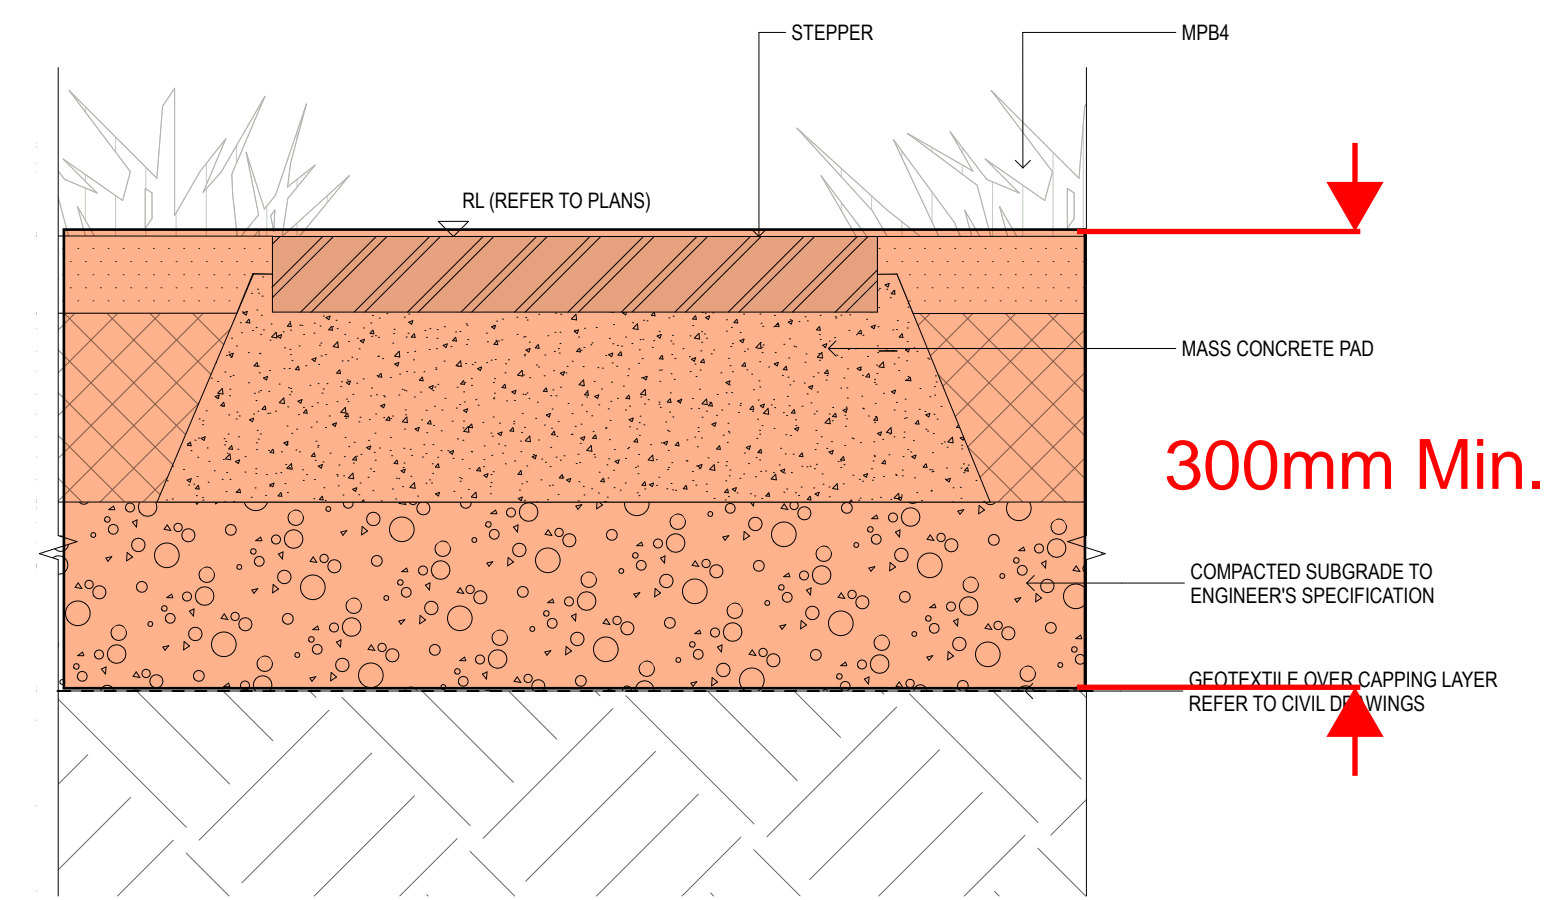 STEPPER
MPB4
RL (REFER TO PLANS)
MASS CONCRETE PAD
300mm Min.
COMPACTED SUBGRADE TO
ENGINEER'S SPECIFICATION
GEOTEXTILE OVER CAPPING LAYER
REFER TO CIVIL DRAWINGS